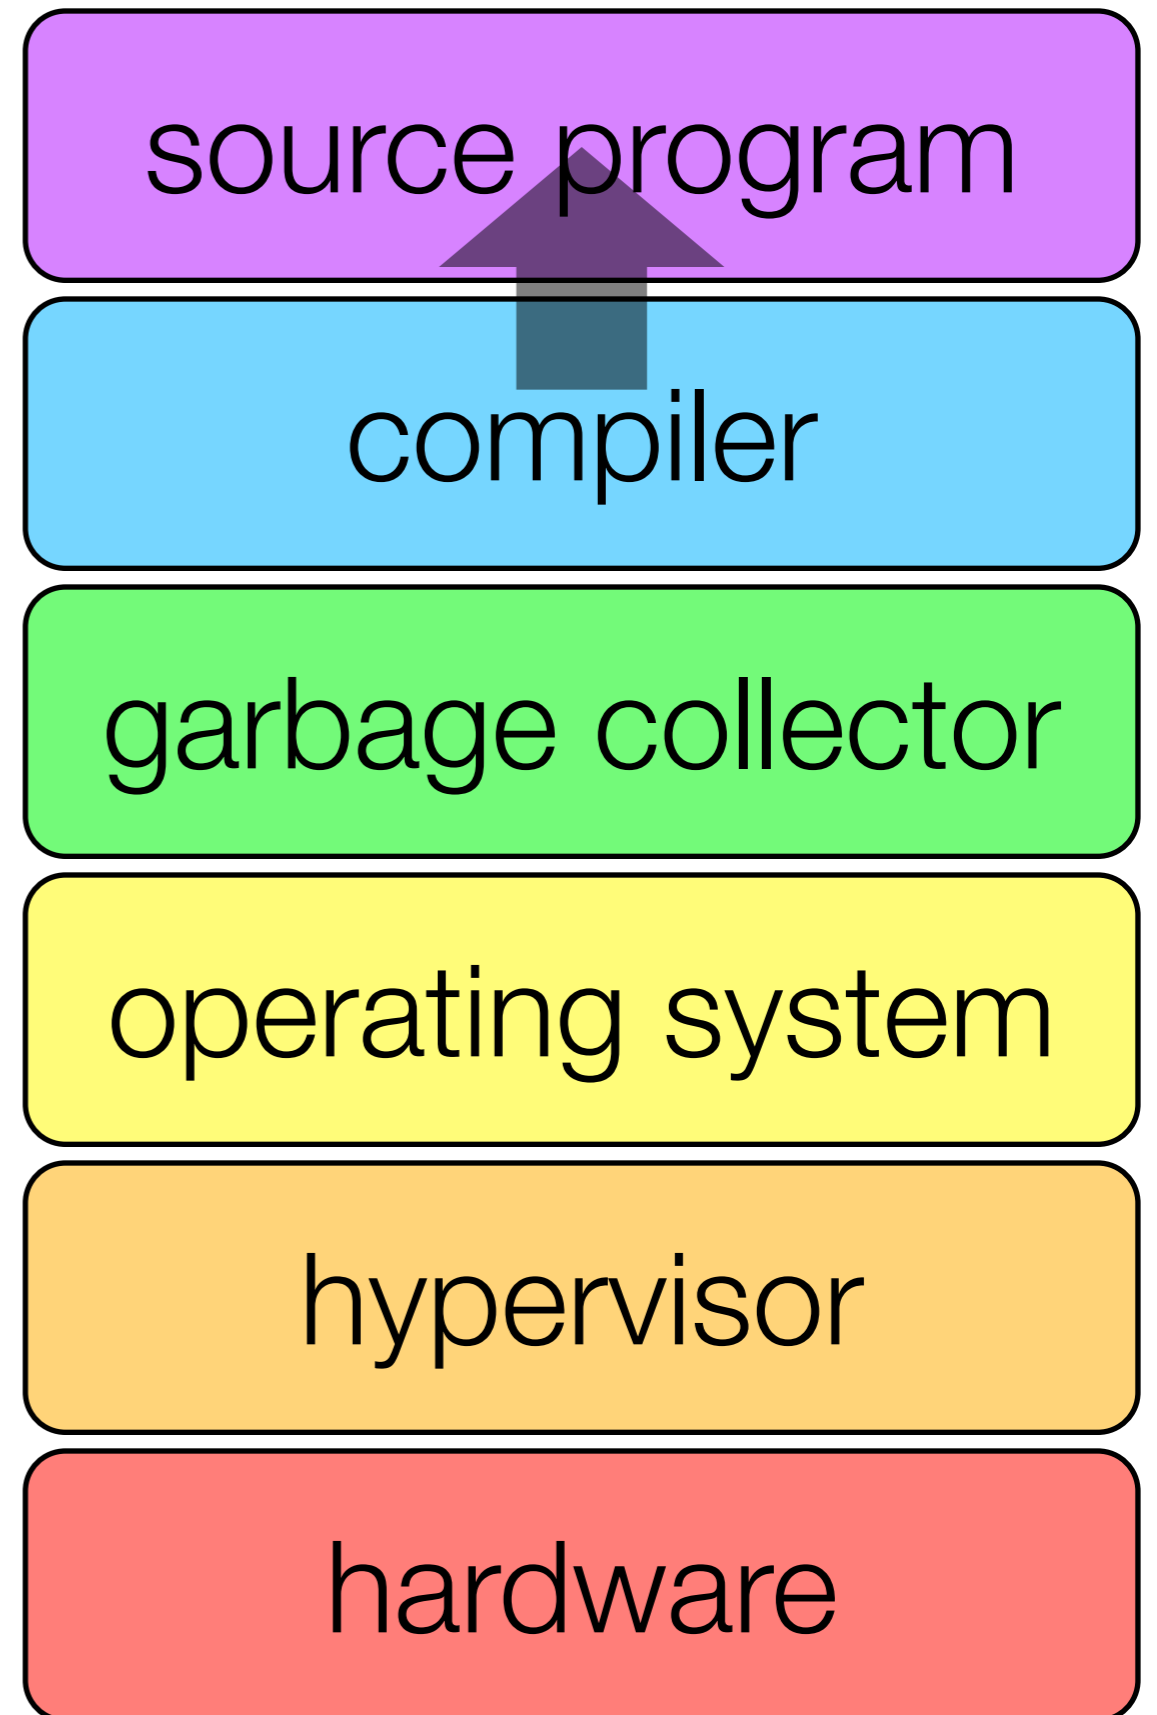 source program
compiler
garbage collector
operating system
hypervisor
hardware